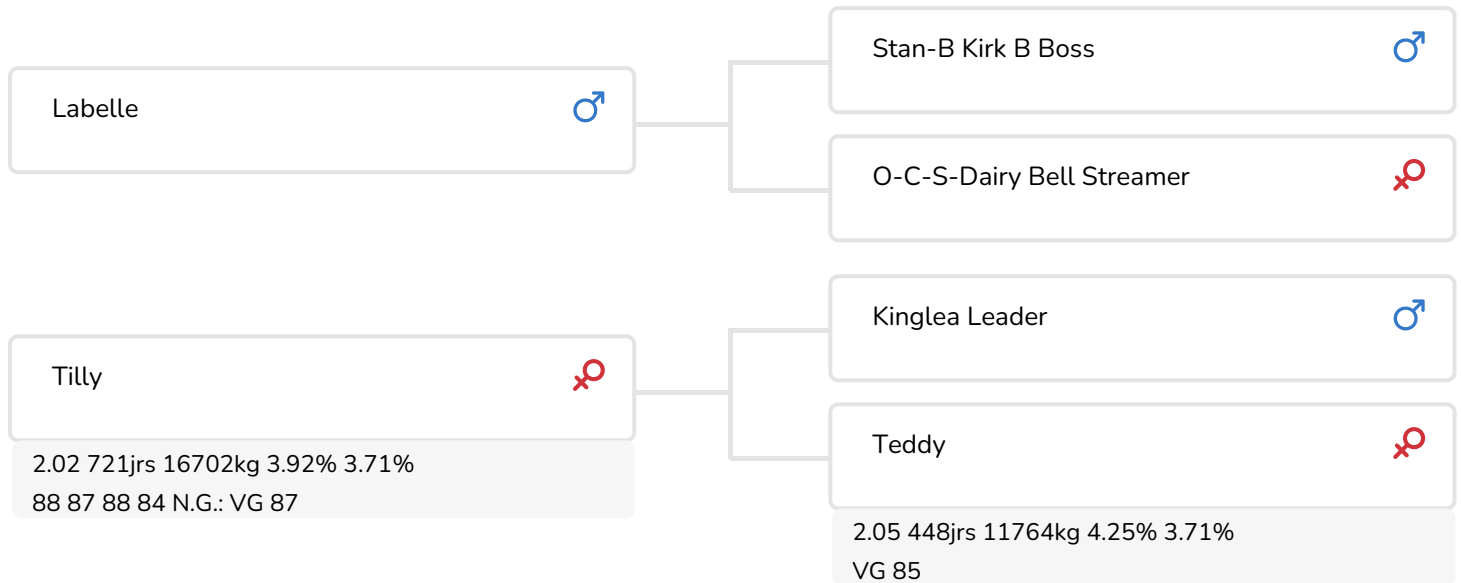 Labelle
Stan-B Kirk B Boss
O-C-S-Dairy Bell Streamer
Tilly
2.02 721jrs 16702kg 3.92% 3.71%
88 87 88 84 N.G.: VG 87
Kinglea Leader
Teddy
2.05 448jrs 11764kg 4.25% 3.71%
VG 85